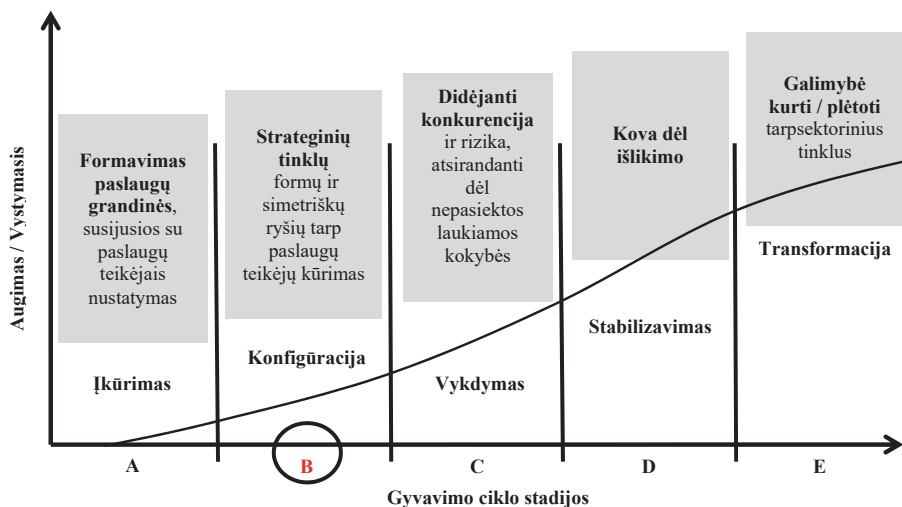 Augimas / Vystymasis
Formavimas
paslaugų
grandinės,
susijusios su
paslaugų
teikėjais
nustatymas
Įkūrimas
Strateginių
tinklų
formų ir
simetriškų
ryšių tarp
paslaugų
teikėjų kūrimas
Konfigūracija
Didėjanti
konkurencija
ir rizika,
atsirandanti
dėl
nepasiektos
laukiamos
kokybės
Vykdymas
Kova dėl
išlikimo
Stabilizavimas
Galimybė
kurti / plėtoti
tarpsektorinius
tinklus
Transformacija
A
B
C
D
E
Gyvavimo ciklo stadijos